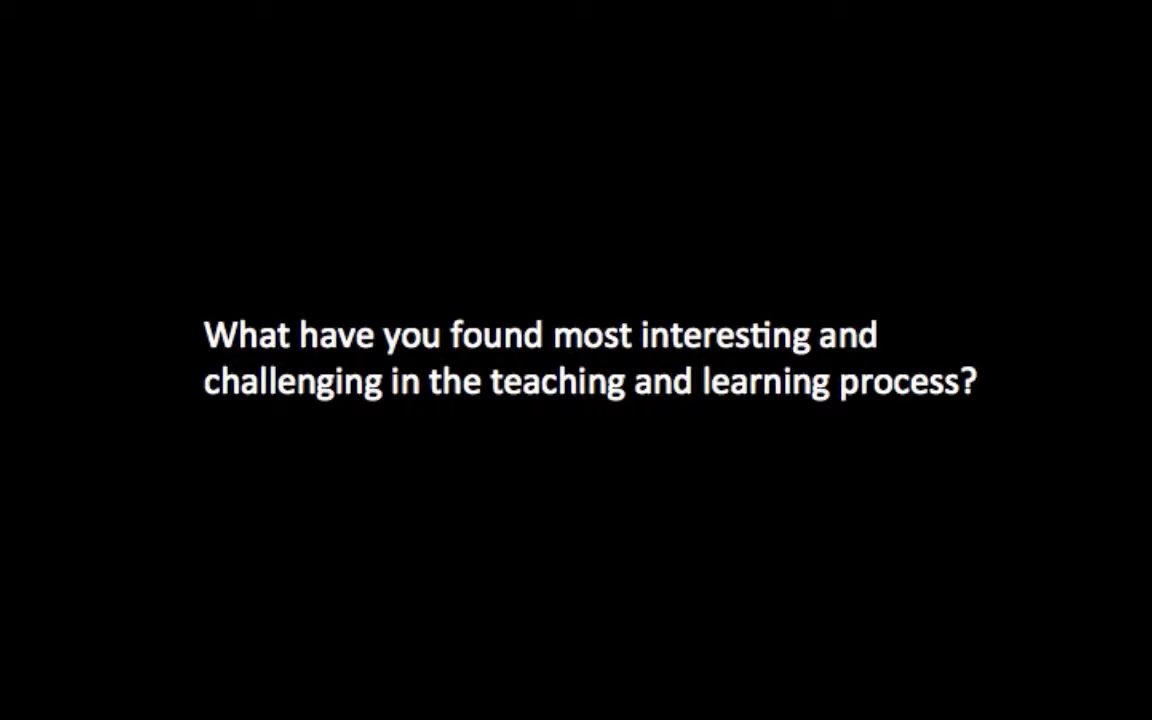 What have you found most interesting and
challenging in the teaching and learning process?